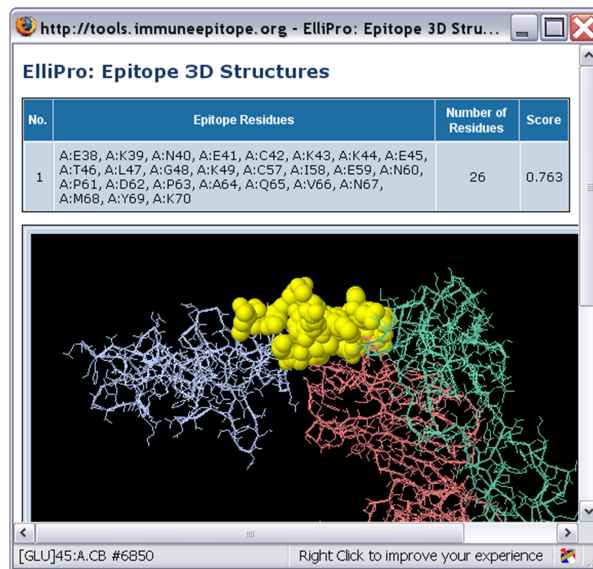 http://tools.immuneepitope.org - ElliPro: Epitope 3D Stru...
ElliPro: Epitope 3D Structures
No. Epitope Residues Number of Residues Score
1 A:E38, A:K39, A:N40, A:E41, A:C42, A:K43, A:K44, A:E45,
A:T46, A:L47, A:G48, A:K49, A:C57, A:I58, A:E59, A:N60,
A:P61, A:D62, A:P63, A:A64, A:Q65, A:V66, A:N67,
A:M68, A:Y69, A:K70
26 0.763
[GLU]45:A.CB #6850 Right Click to improve your experience